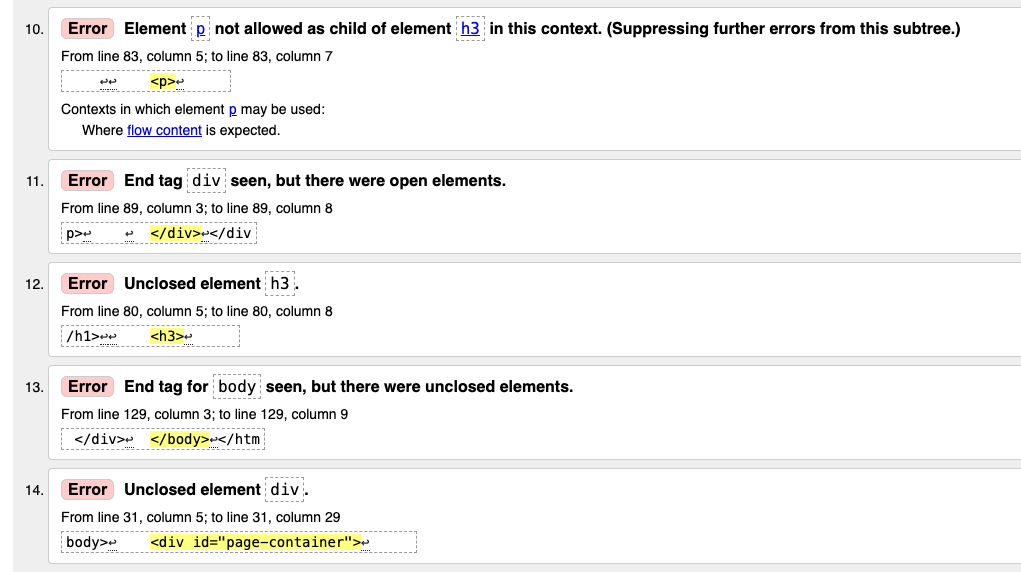 10. Error Element p not allowed as child of element h3 in this context. (Suppressing further errors from this subtree.)
From line 83, column 5; to line 83, column 7
↩↩    <p>↩
Contexts in which element p may be used:
Where flow content is expected.
11. Error End tag div seen, but there were open elements.
From line 89, column 3; to line 89, column 8
p>↩    ↩  </div>↩</div
12. Error Unclosed element h3.
From line 80, column 5; to line 80, column 8
/h1>↩↩    <h3>↩
13. Error End tag for body seen, but there were unclosed elements.
From line 129, column 3; to line 129, column 9
</div>↩  </body>↩</htm
14. Error Unclosed element div.
From line 31, column 5; to line 31, column 29
body>↩    <div id="page-container">↩